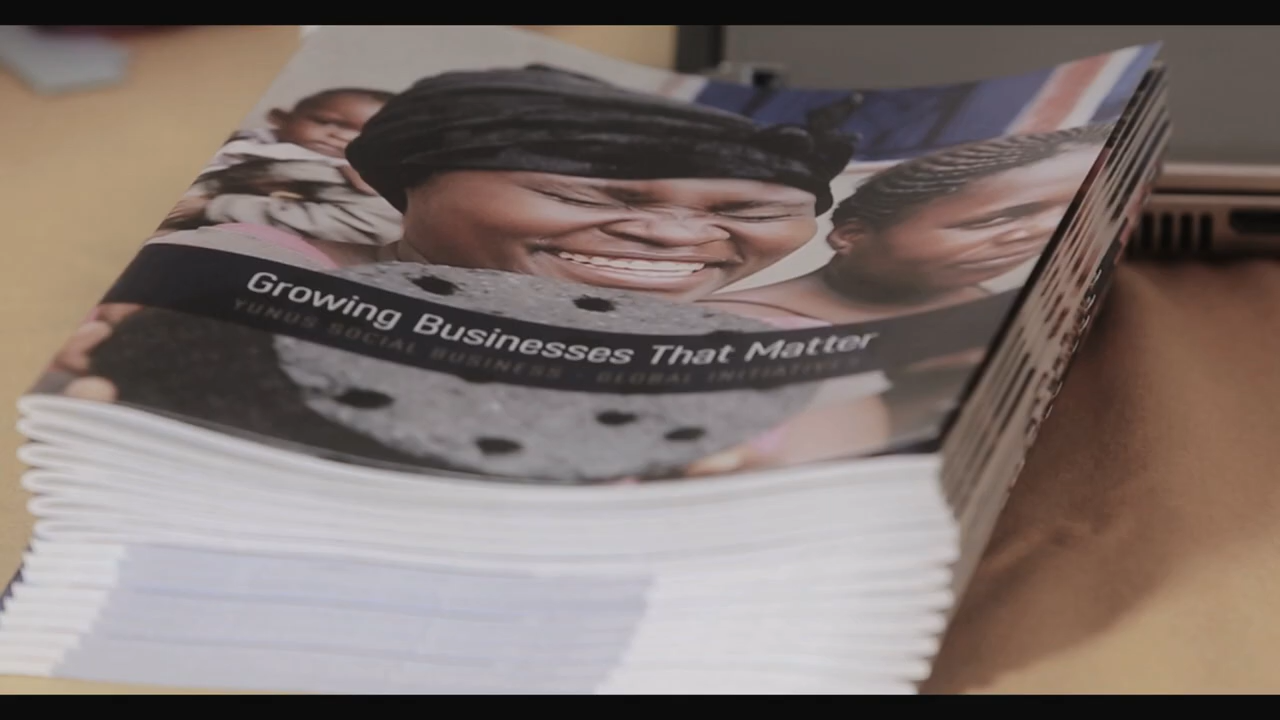 Growing Businesses That Matter
YUNUS SOCIAL BUSINESS - GLOBAL INITIATIVES